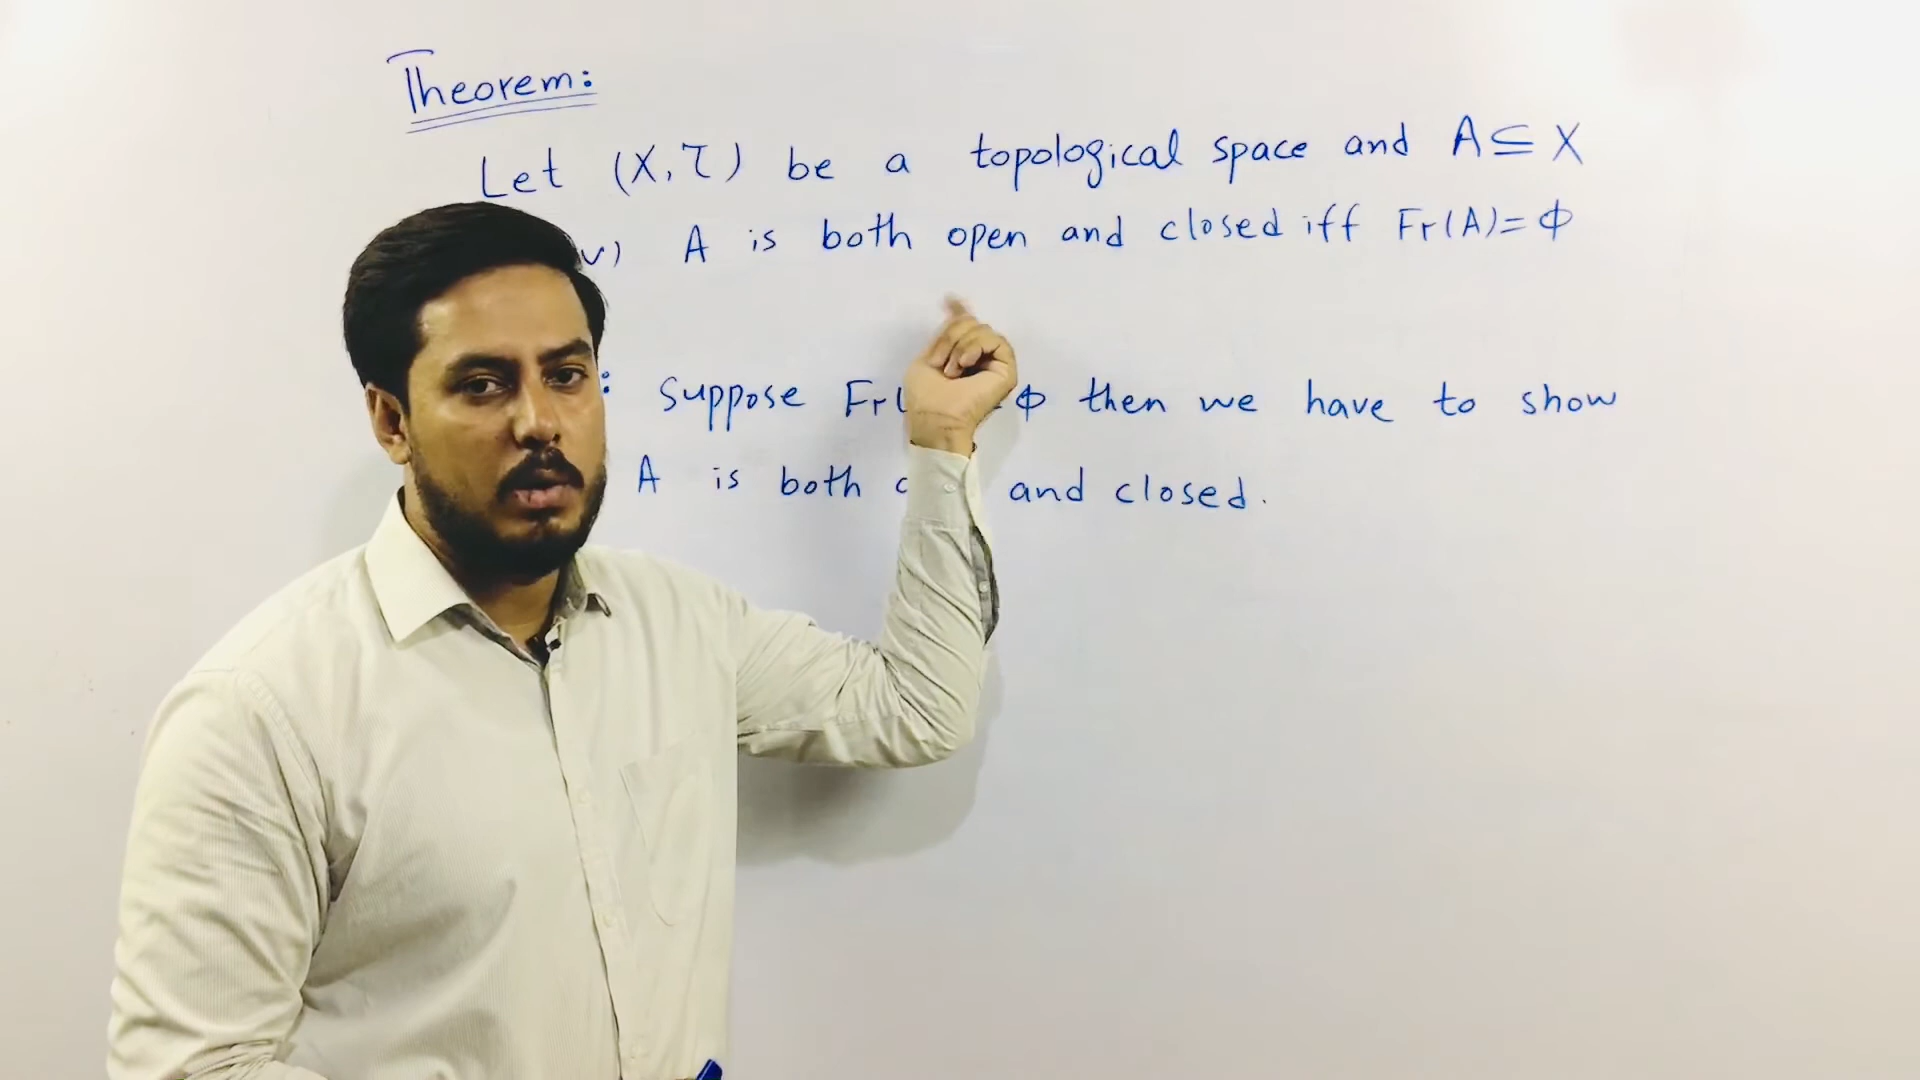 Theorem:
Let (X,τ) be a topological space and A ⊆ X
v) A is both open and closed iff Fr(A)=ϕ
: Suppose Fr( ϕ then we have to show
A is both and closed.